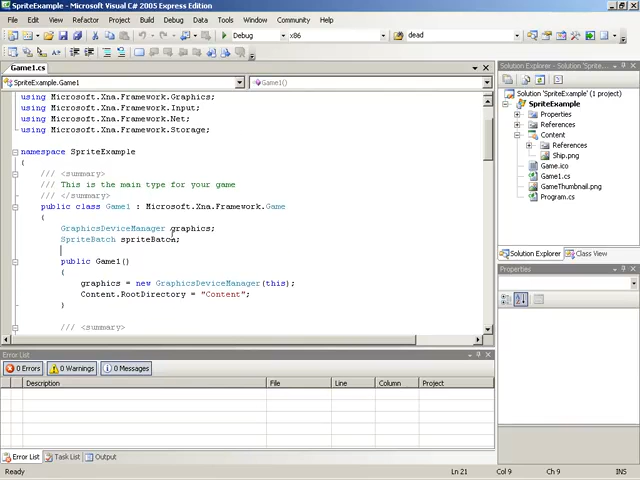 SpriteExample - Microsoft Visual C# 2005 Express Edition
File Edit View Refactor Project Build Debug Data Tools Window Community Help
Debug x86 dead
Game1.cs
SpriteExample.Game1 Game1()
using Microsoft.Xna.Framework.Graphics;
using Microsoft.Xna.Framework.Input;
using Microsoft.Xna.Framework.Net;
using Microsoft.Xna.Framework.Storage;
namespace SpriteExample
{
/// <summary>
/// This is the main type for your game
/// </summary>
public class Game1 : Microsoft.Xna.Framework.Game
{
GraphicsDeviceManager graphics;
SpriteBatch spriteBatch;
public Game1()
{
graphics = new GraphicsDeviceManager(this);
Content.RootDirectory = "Content";
}
/// <summary>
Solution Explorer - Solution 'Sprite...
Solution 'SpriteExample' (1 project)
SpriteExample
Properties
References
Content
References
Ship.png
Game.ico
Game1.cs
GameThumbnail.png
Program.cs
Solution Explorer Class View
Properties
Error List
0 Errors 0 Warnings 0 Messages
Description File Line Column Project
Error List Task List Output
Ready Ln 21 Col 9 Ch 9 INS